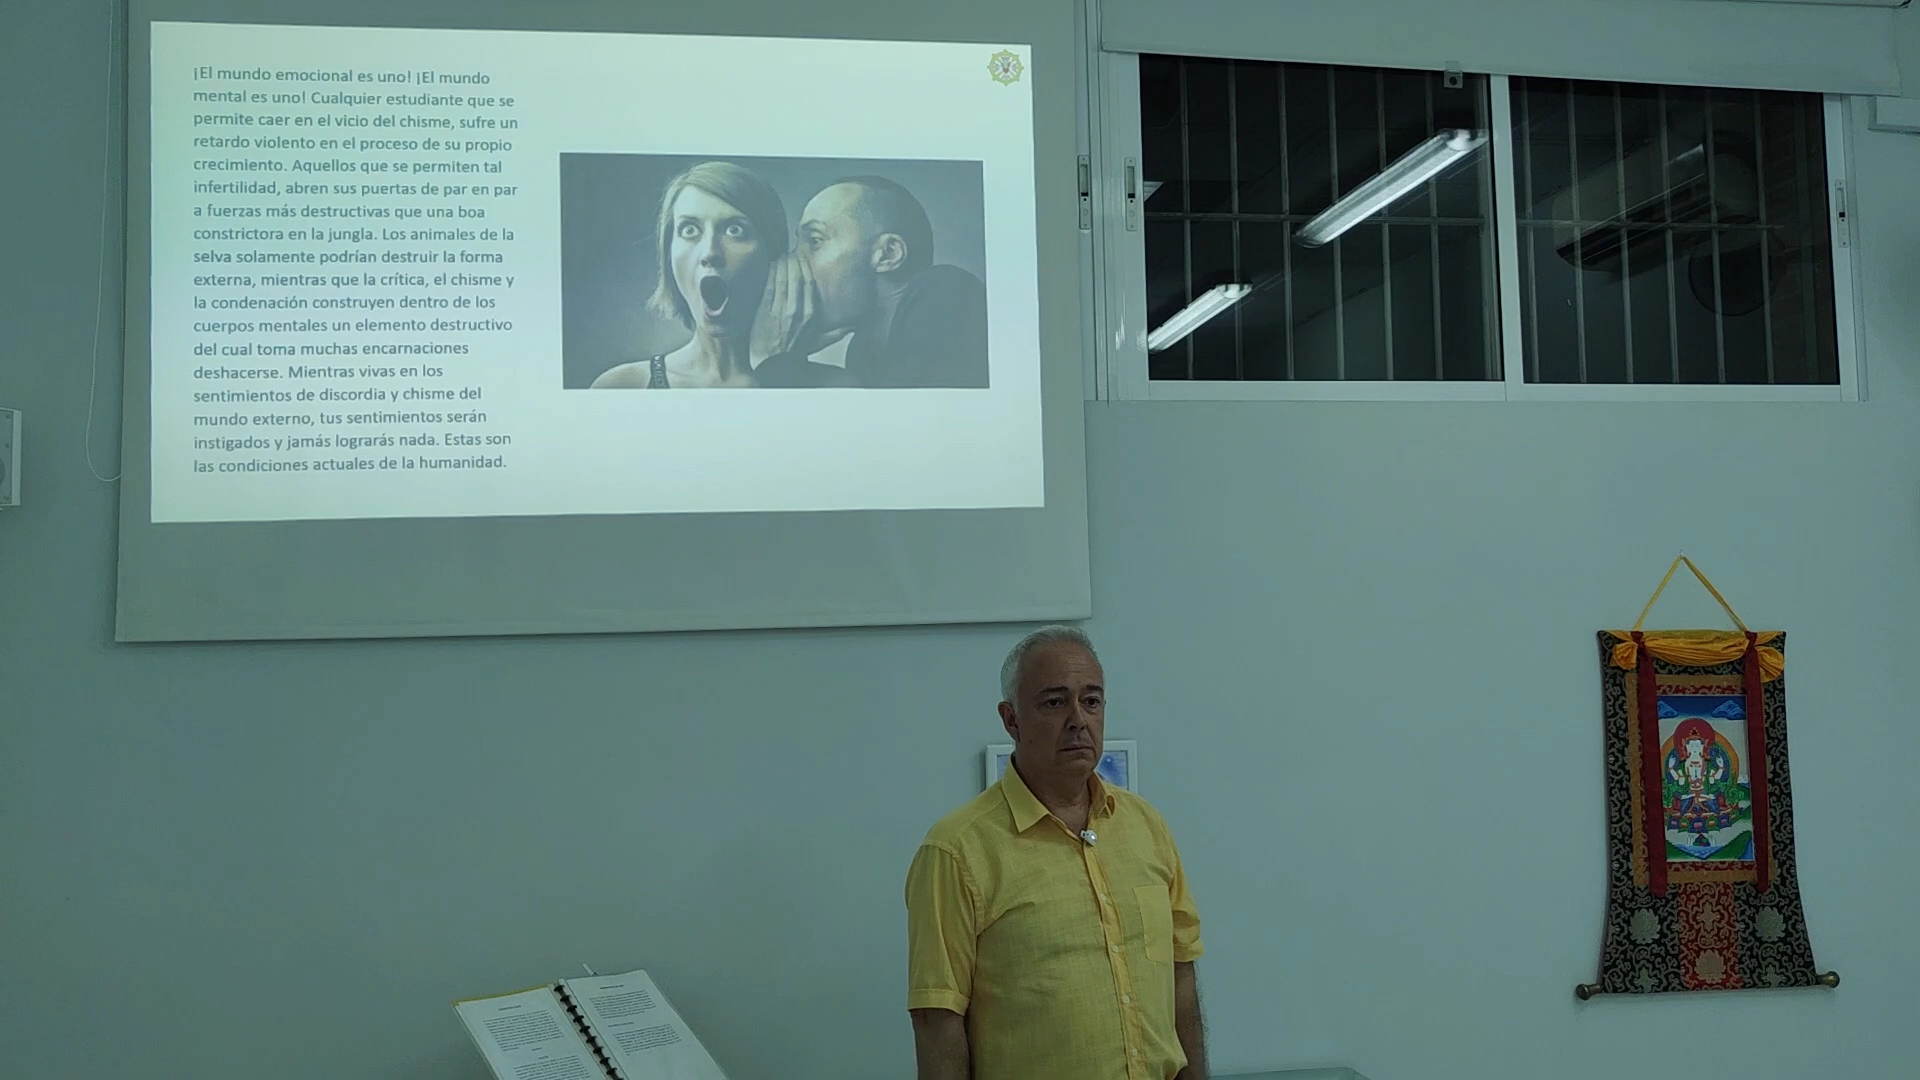 ¡El mundo emocional es uno! ¡El mundo
mental es uno! Cualquier estudiante que se
permite caer en el vicio del chisme, sufre un
retardo violento en el proceso de su propio
crecimiento. Aquellos que se permiten tal
infertilidad, abren sus puertas de par en par
a fuerzas más destructivas que una boa
constrictora en la jungla. Los animales de la
selva solamente podrían destruir la forma
externa, mientras que la crítica, el chisme y
la condenación construyen dentro de los
cuerpos mentales un elemento destructivo
del cual toma muchas encarnaciones
deshacerse. Mientras vivas en los
sentimientos de discordia y chisme del
mundo externo, tus sentimientos serán
instigados y jamás lograrás nada. Estas son
las condiciones actuales de la humanidad.